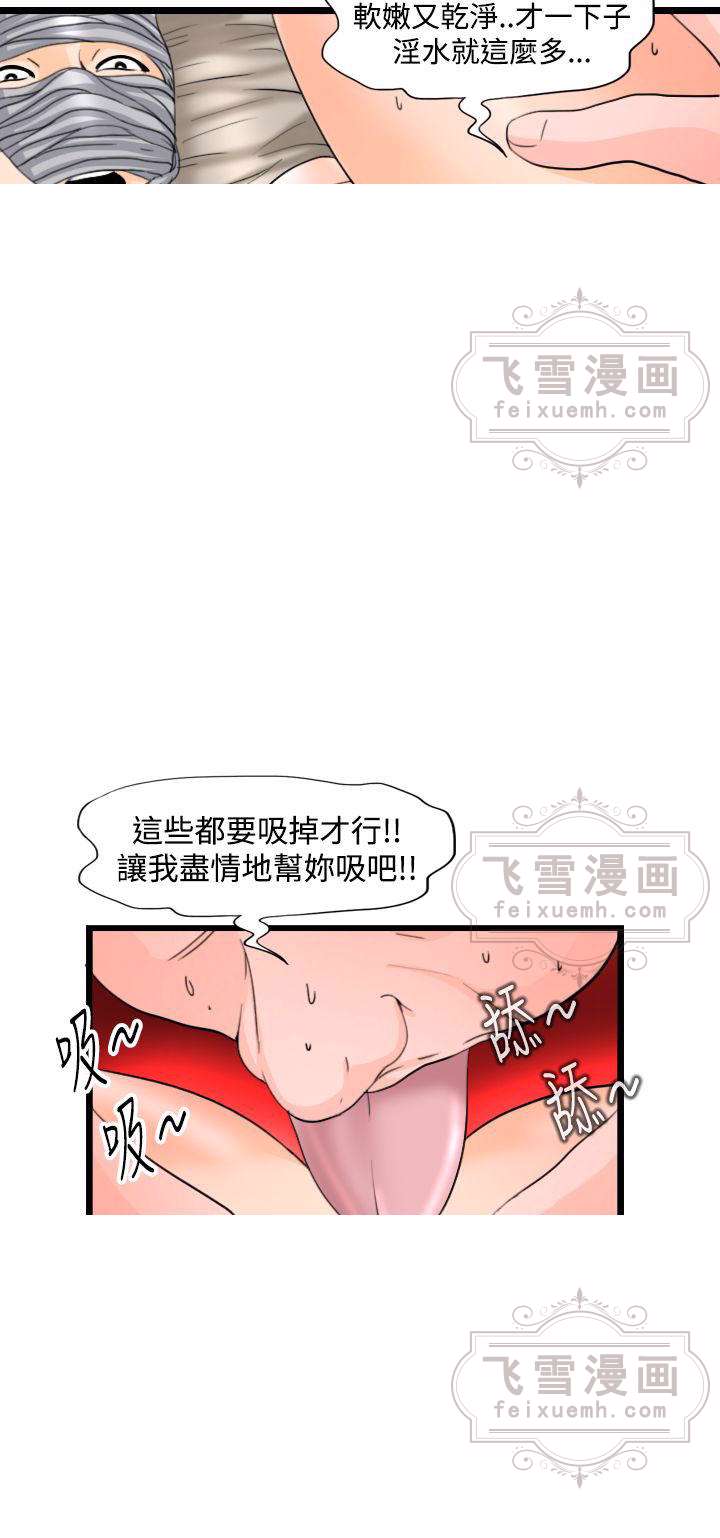 軟嫩又乾淨..才一下子
淫水就這麼多...
飞雪漫画
feixuemh.com
這些都要吸掉才行!!
讓我盡情地幫妳吸吧!!
飞雪漫画
feixuemh.com
吸~
舔~
吸~
舔~
飞雪漫画
feixuemh.com